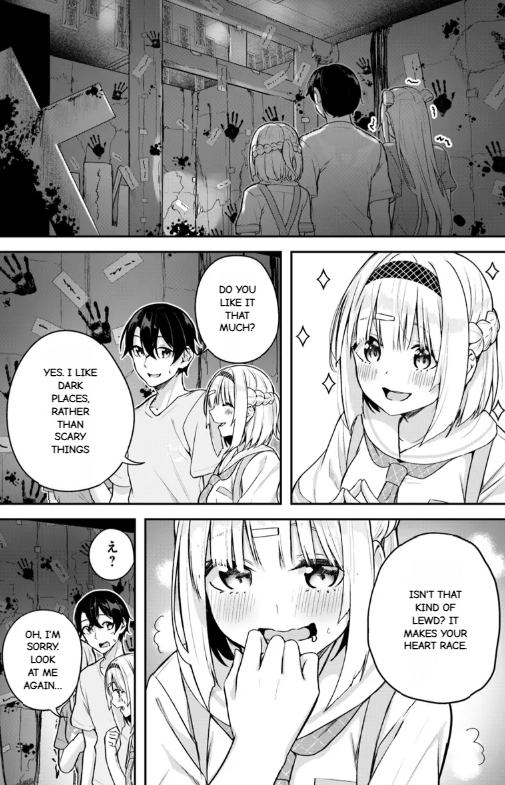 DO YOU
LIKE IT
THAT
MUCH?
YES. I LIKE
DARK
PLACES,
RATHER
THAN
SCARY
THINGS
ISN'T THAT
KIND OF
LEWD? IT
MAKES YOUR
HEART RACE.
え?
OH, I'M
SORRY.
LOOK
AT ME
AGAIN...